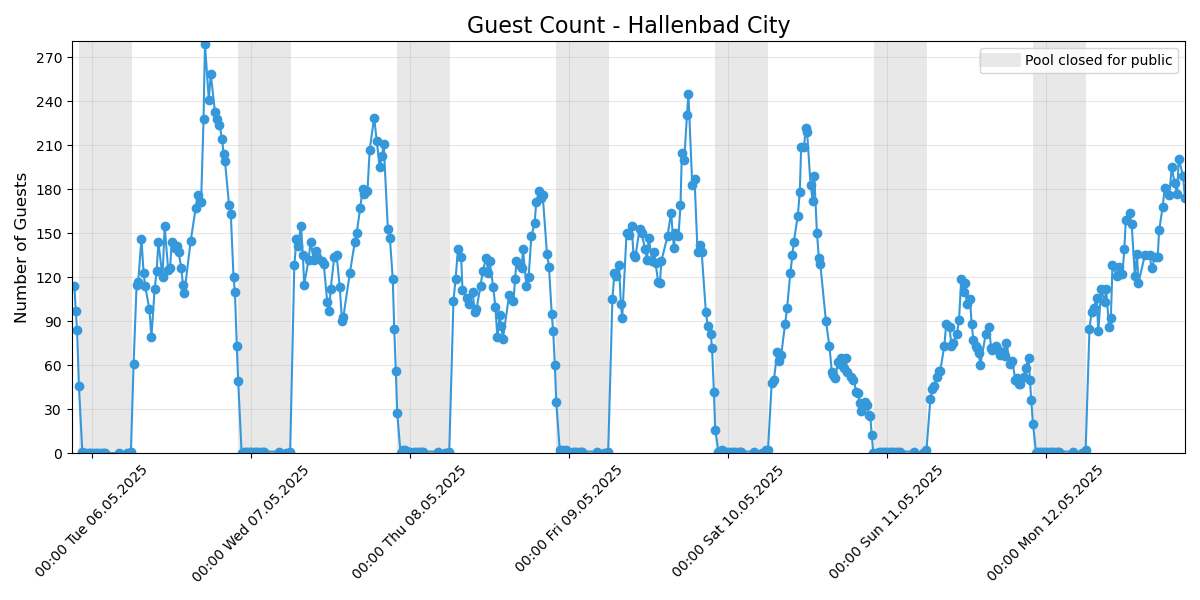 Guest Count - Hallenbad City
Pool closed for public
Number of Guests
270
240
210
180
150
120
90
60
30
0
00:00 Tue 06.05.2025
00:00 Wed 07.05.2025
00:00 Thu 08.05.2025
00:00 Fri 09.05.2025
00:00 Sat 10.05.2025
00:00 Sun 11.05.2025
00:00 Mon 12.05.2025